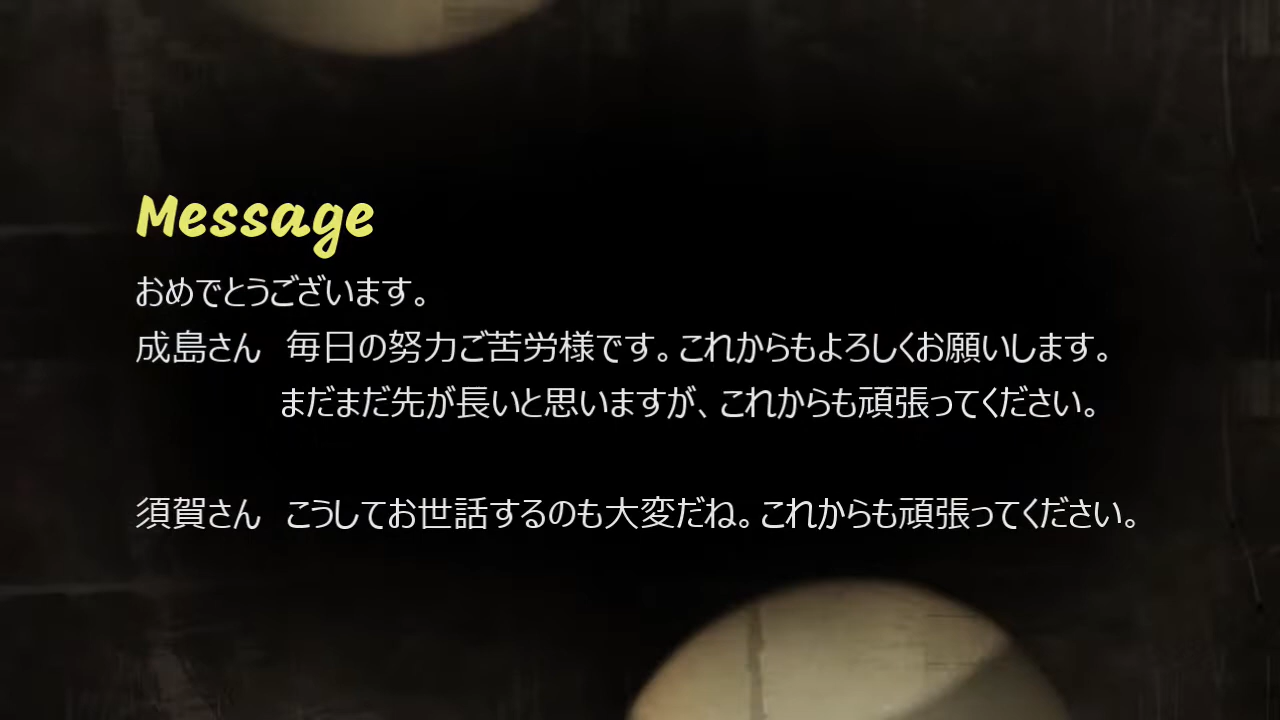 Message
おめでとうございます。
成島さん　毎日の努力ご苦労様です。これからもよろしくお願いします。
まだまだ先が長いと思いますが、これからも頑張ってください。
須賀さん　こうしてお世話するのも大変だね。これからも頑張ってください。